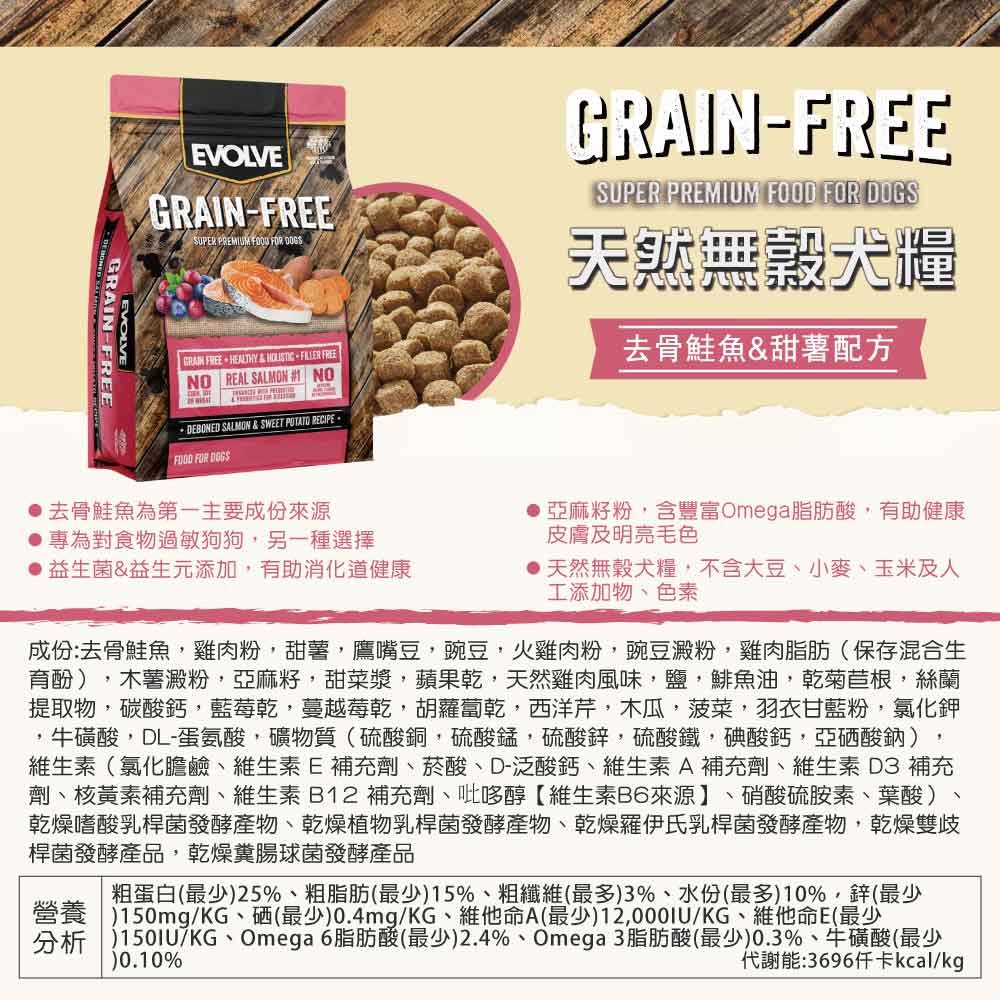 EVOLVE
GRAIN-FREE
SUPER PREMIUM FOOD FOR DOGS
GRAIN FREE • HEALTHY & HOLISTIC • FILLER FREE
NO
CORN, SOY
OR WHEAT
REAL SALMON #1
ENHANCED WITH PREBIOTICS
& PROBIOTICS FOR DIGESTION
NO
• DEBONED SALMON & SWEET POTATO RECIPE •
FOOD FOR DOGS
EVOLVE
GRAIN-FREE
GRAIN-FREE
SUPER PREMIUM FOOD FOR DOGS
天然無穀犬糧
去骨鮭魚&甜薯配方
● 去骨鮭魚為第一主要成份來源
● 專為對食物過敏狗狗，另一種選擇
● 益生菌&益生元添加，有助消化道健康
● 亞麻籽粉，含豐富Omega脂肪酸，有助健康
皮膚及明亮毛色
● 天然無穀犬糧，不含大豆、小麥、玉米及人
工添加物、色素
成份:去骨鮭魚，雞肉粉，甜薯，鷹嘴豆，豌豆，火雞肉粉，豌豆澱粉，雞肉脂肪（保存混合生
育酚），木薯澱粉，亞麻籽，甜菜漿，蘋果乾，天然雞肉風味，鹽，鯡魚油，乾菊苣根，絲蘭
提取物，碳酸鈣，藍莓乾，蔓越莓乾，胡蘿蔔乾，西洋芹，木瓜，菠菜，羽衣甘藍粉，氯化鉀
，牛磺酸，DL-蛋氨酸，礦物質（硫酸銅，硫酸錳，硫酸鋅，硫酸鐵，碘酸鈣，亞硒酸鈉），
維生素（氯化膽鹼、維生素 E 補充劑、菸酸、D-泛酸鈣、維生素 A 補充劑、維生素 D3 補充
劑、核黃素補充劑、維生素 B12 補充劑、吡哆醇【維生素B6來源】、硝酸硫胺素、葉酸）、
乾燥嗜酸乳桿菌發酵產物、乾燥植物乳桿菌發酵產物、乾燥羅伊氏乳桿菌發酵產物，乾燥雙歧
桿菌發酵產品，乾燥糞腸球菌發酵產品
營養
分析
粗蛋白(最少)25%、粗脂肪(最少)15%、粗纖維(最多)3%、水份(最多)10%，鋅(最少
)150mg/KG、硒(最少)0.4mg/KG、維他命A(最少)12,000IU/KG、維他命E(最少
)150IU/KG、Omega 6脂肪酸(最少)2.4%、Omega 3脂肪酸(最少)0.3%、牛磺酸(最少
)0.10%
代謝能:3696仟卡kcal/kg